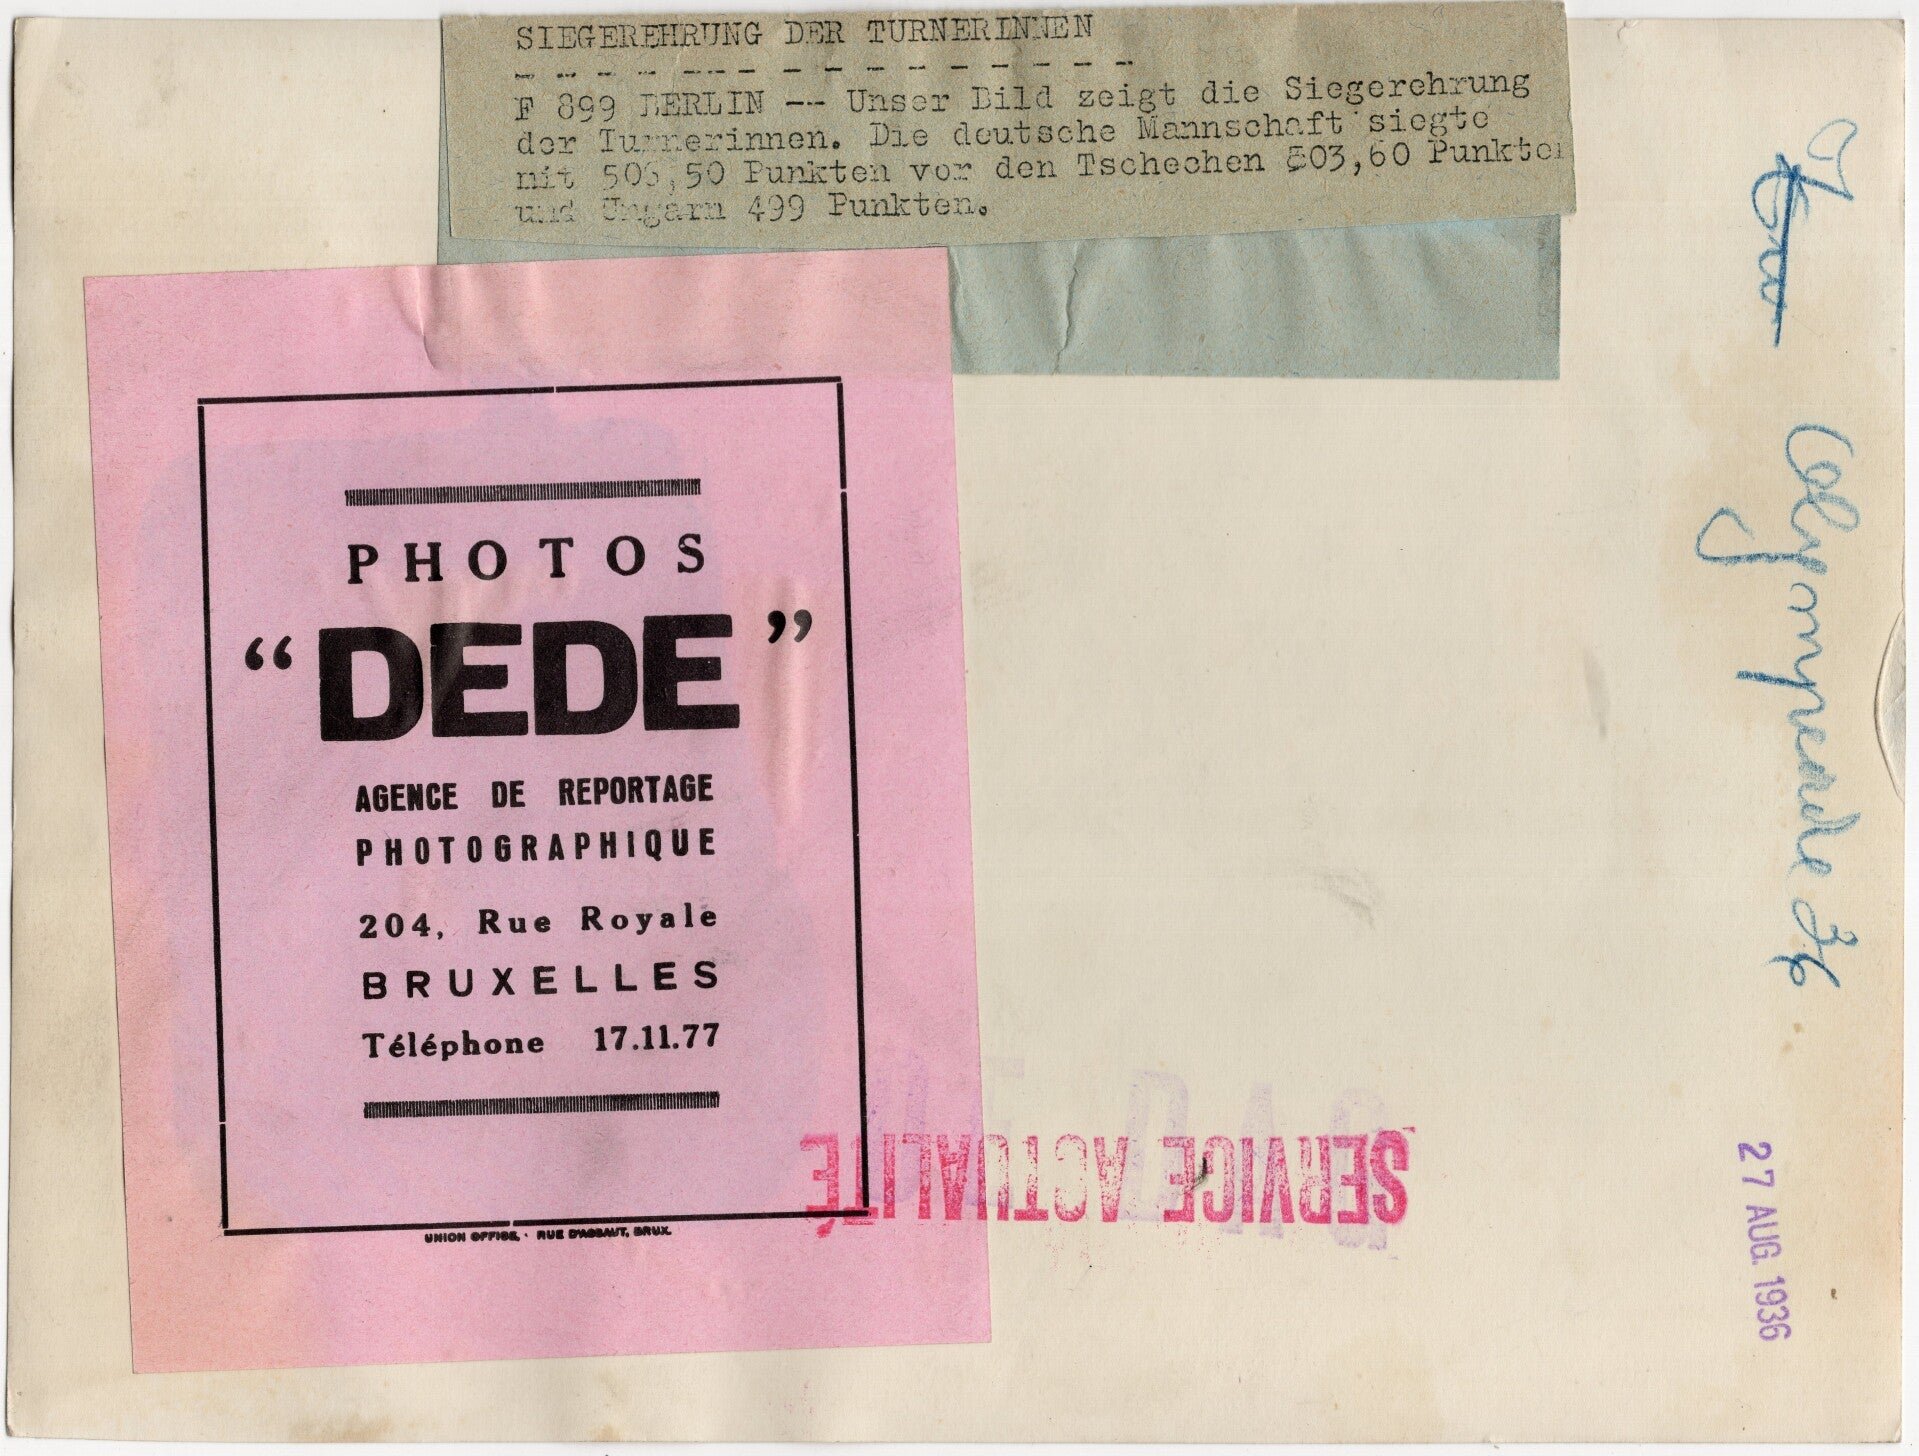 SIEGEREHRUNG DER TURNERINNEN
F 899 BERLIN -- Unser Bild zeigt die Siegerehrung
der Turnerinnen. Die deutsche Mannschaft siegte
mit 506,50 Punkten vor den Tschechen 503,60 Punkten
und Ungarn 499 Punkten.
PHOTOS
“DEDE”
AGENCE DE REPORTAGE
PHOTOGRAPHIQUE
204, Rue Royale
BRUXELLES
Téléphone 17.11.77
UNION OFFICE, - RUE D'ASSAUT, BRUX.
SERVICE ACTUALITÉ
Olympiade 36
27 AUG. 1936